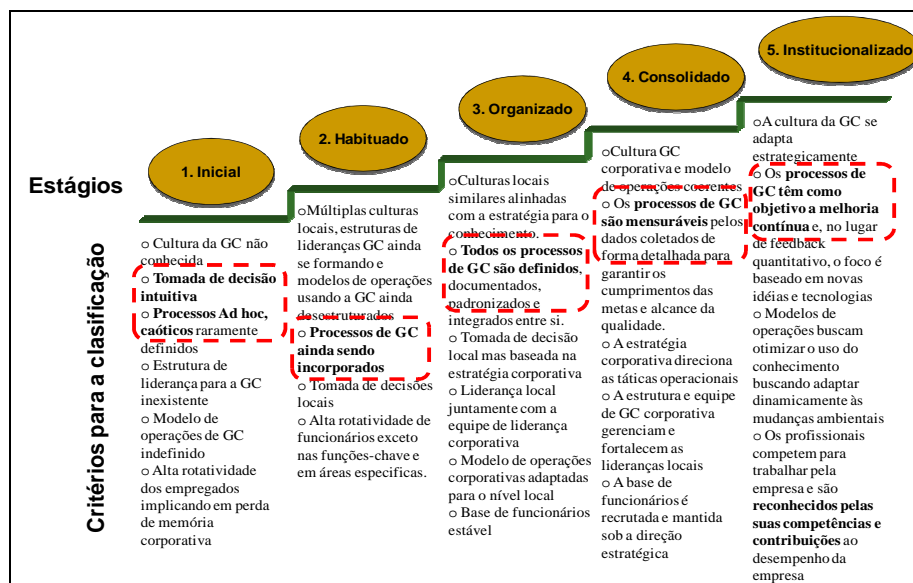 Estágios
Critérios para a classificação
1. Inicial
o Cultura da GC não
conhecida
o Tomada de decisão
intuitiva
o Processos Ad hoc,
caóticos raramente
definidos
o Estrutura de
liderança para a GC
inexistente
o Modelo de
operações de GC
indefinido
o Alta rotatividade
dos empregados
implicando em perda
de memória
corporativa
2. Habituado
o Múltiplas culturas
locais, estruturas de
lideranças GC ainda
se formando e
modelos de operações
usando a GC ainda
desestruturados
o Processos de GC
ainda sendo
incorporados
o Tomada de decisões
locais
o Alta rotatividade de
funcionários exceto
nas funções-chave e
em áreas especificas.
3. Organizado
o Culturas locais
similares alinhadas
com a estratégia para o
conhecimento.
o Todos os processos
de GC são definidos,
documentados,
padronizados e
integrados entre si.
o Tomada de decisão
local mas baseada na
estratégia corporativa
o Liderança local
juntamente com a
equipe de liderança
corporativa
o Modelo de operações
corporativas adaptadas
para o nível local
o Base de funcionários
estável
4. Consolidado
o Cultura GC
corporativa e modelo
de operações coerentes
o Os processos de GC
são mensuráveis pelos
dados coletados de
forma detalhada para
garantir os
cumprimentos das
metas e alcance da
qualidade.
o A estratégia
corporativa direciona
as táticas operacionais
o A estrutura e equipe
de GC corporativa
gerenciam e
fortalecem as
lideranças locais
o A base de
funcionários é
recrutada e mantida
sob a direção
estratégica
5. Institucionalizado
o A cultura da GC se
adapta
estrategicamente
o Os processos de
GC têm como
objetivo a melhoria
contínua e, no lugar
de feedback
quantitativo, o foco é
baseado em novas
idéias e tecnologias
o Modelos de
operações buscam
otimizar o uso do
conhecimento
buscando adaptar
dinamicamente às
mudanças ambientais
o Os profissionais
competem para
trabalhar pela
empresa e são
reconhecidos pelas
suas competências e
contribuições ao
desempenho da
empresa